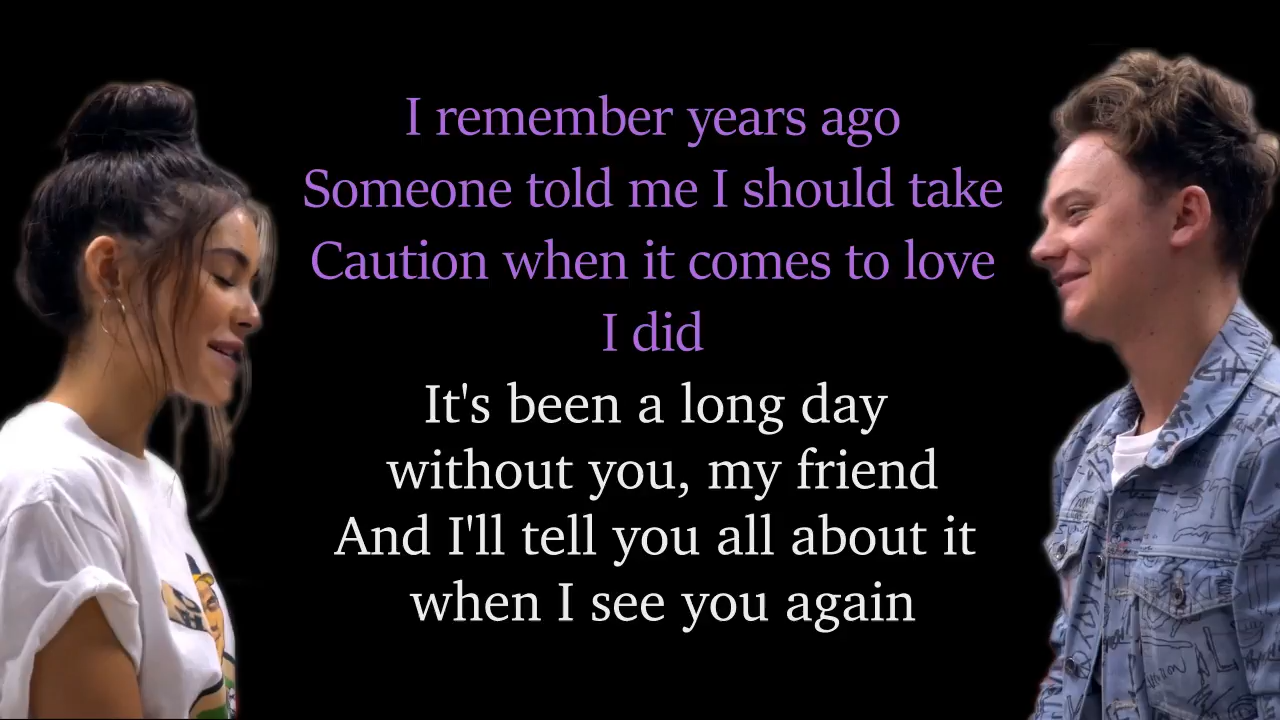 I remember years ago
Someone told me I should take
Caution when it comes to love
I did
It's been a long day
without you, my friend
And I'll tell you all about it
when I see you again